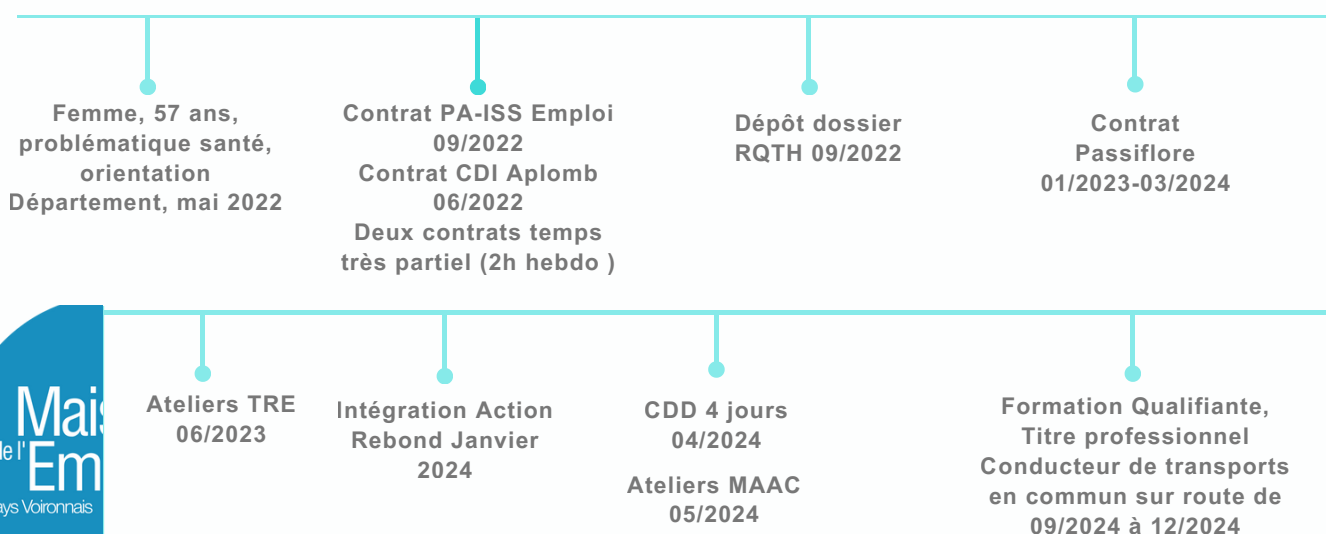 Femme, 57 ans,
problématique santé,
orientation
Département, mai 2022
Contrat PA-ISS Emploi
09/2022
Contrat CDI Aplomb
06/2022
Deux contrats temps
très partiel (2h hebdo )
Dépôt dossier
RQTH 09/2022
Contrat
Passiflore
01/2023-03/2024
Ateliers TRE
06/2023
Intégration Action
Rebond Janvier
2024
CDD 4 jours
04/2024
Ateliers MAAC
05/2024
Formation Qualifiante,
Titre professionnel
Conducteur de transports
en commun sur route de
09/2024 à 12/2024
Mai
de l' Em
ays Voironnais